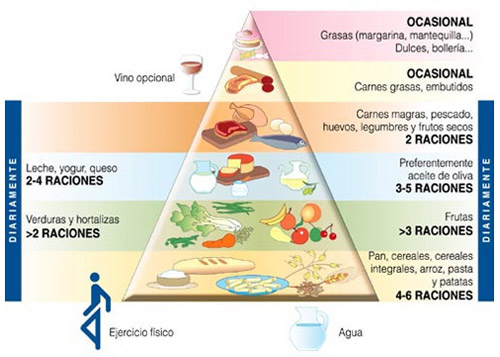 OCASIONAL
Grasas (margarina, mantequilla...)
Dulces, bollería...
Vino opcional
OCASIONAL
Carnes grasas, embutidos
Carnes magras, pescado,
huevos, legumbres y frutos secos
2 RACIONES
Leche, yogur, queso
2-4 RACIONES
Preferentemente
aceite de oliva
3-5 RACIONES
Verduras y hortalizas
>2 RACIONES
Frutas
>3 RACIONES
Pan, cereales, cereales
integrales, arroz, pasta
y patatas
4-6 RACIONES
DIARIAMENTE
DIARIAMENTE
Ejercicio físico
Agua